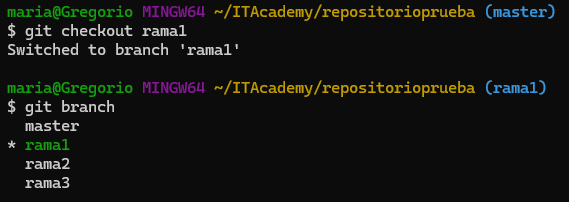 maria@Gregorio MINGW64 ~/ITAcademy/repositorioprueba (master)
$ git checkout rama1
Switched to branch 'rama1'
maria@Gregorio MINGW64 ~/ITAcademy/repositorioprueba (rama1)
$ git branch
  master
* rama1
  rama2
  rama3